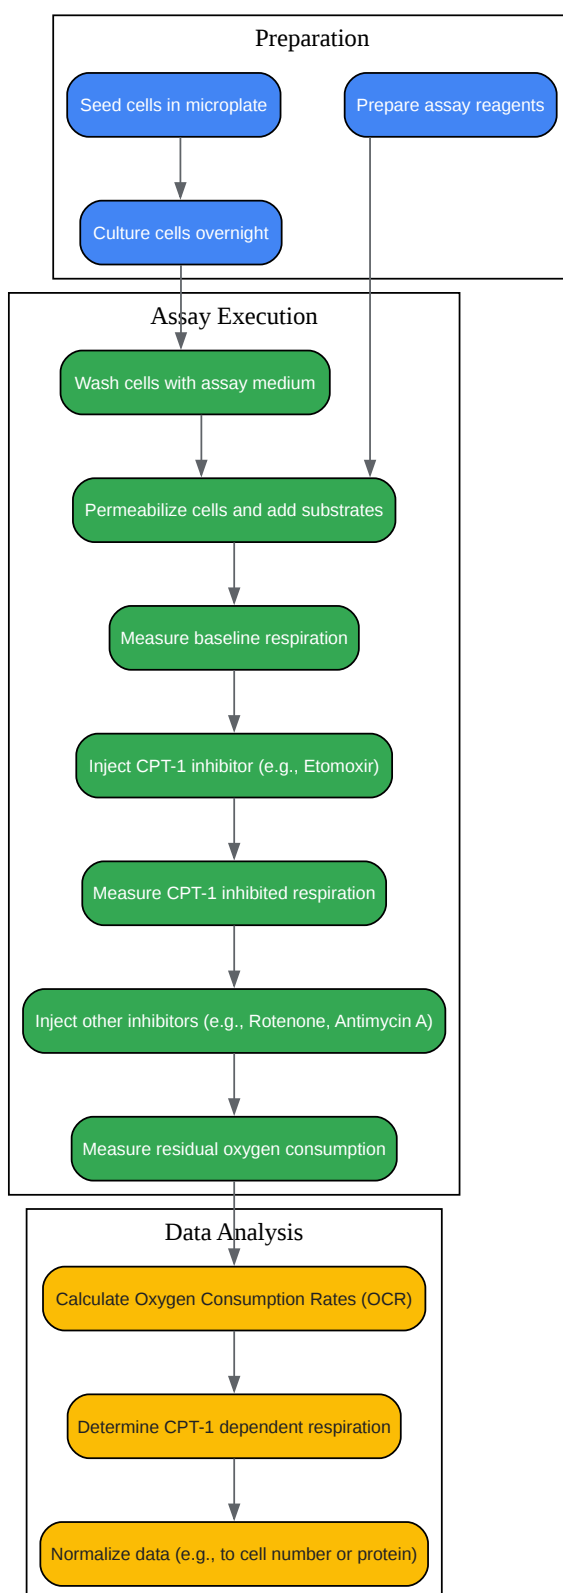 Preparation
Seed cells in microplate
Prepare assay reagents
Culture cells overnight
Assay Execution
Wash cells with assay medium
Permeabilize cells and add substrates
Measure baseline respiration
Inject CPT-1 inhibitor (e.g., Etomoxir)
Measure CPT-1 inhibited respiration
Inject other inhibitors (e.g., Rotenone, Antimycin A)
Measure residual oxygen consumption
Data Analysis
Calculate Oxygen Consumption Rates (OCR)
Determine CPT-1 dependent respiration
Normalize data (e.g., to cell number or protein)